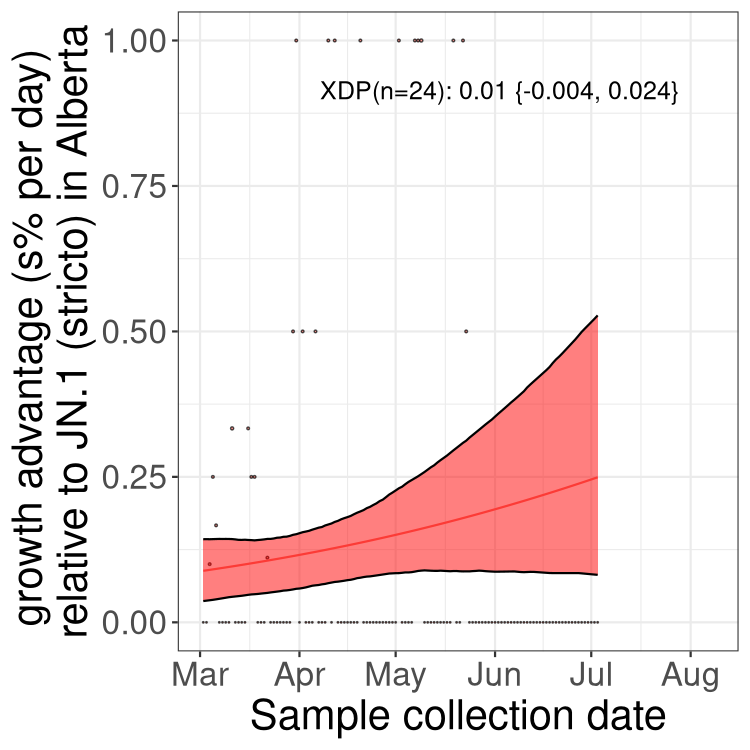 growth advantage (s% per day)
relative to JN.1 (stricto) in Alberta
1.00
0.75
0.50
0.25
0.00
XDP(n=24): 0.01 {-0.004, 0.024}
Mar Apr May Jun Jul Aug
Sample collection date